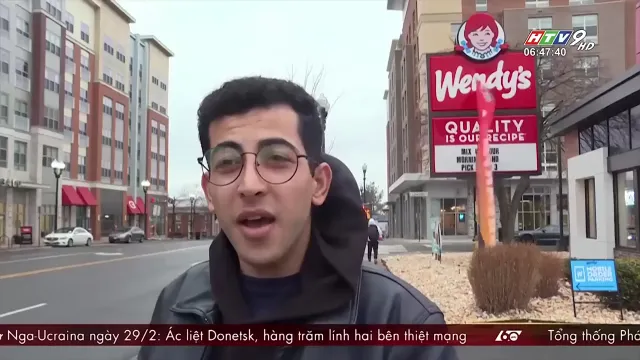 HTV9 HD
06:47:40
Wendy's
QUALITY
IS OUR RECIPE
MOBILE ORDER
PARKING
r Nga-Ucraina ngày 29/2: Ác liệt Donetsk, hàng trăm lính hai bên thiệt mạng
60
Tổng thống Phá